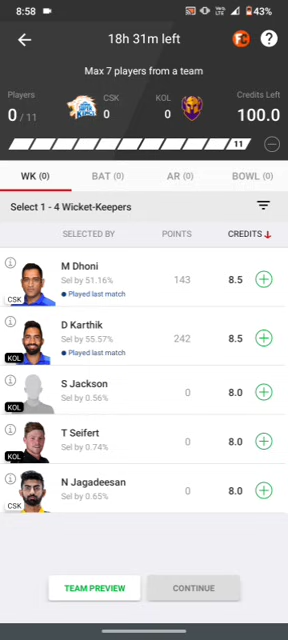 8:58
43%
18h 31m left
Max 7 players from a team
Players
CSK
KOL
Credits Left
0 / 11
0
0
100.0
11
WK (0)
BAT (0)
AR (0)
BOWL (0)
Select 1 - 4 Wicket-Keepers
SELECTED BY
POINTS
CREDITS
M Dhoni
Sel by 51.16%
143
8.5
Played last match
CSK
D Karthik
Sel by 55.57%
242
8.5
Played last match
KOL
S Jackson
Sel by 0.56%
0
8.0
KOL
T Seifert
Sel by 0.74%
0
8.0
KOL
N Jagadeesan
Sel by 0.65%
0
8.0
CSK
TEAM PREVIEW
CONTINUE